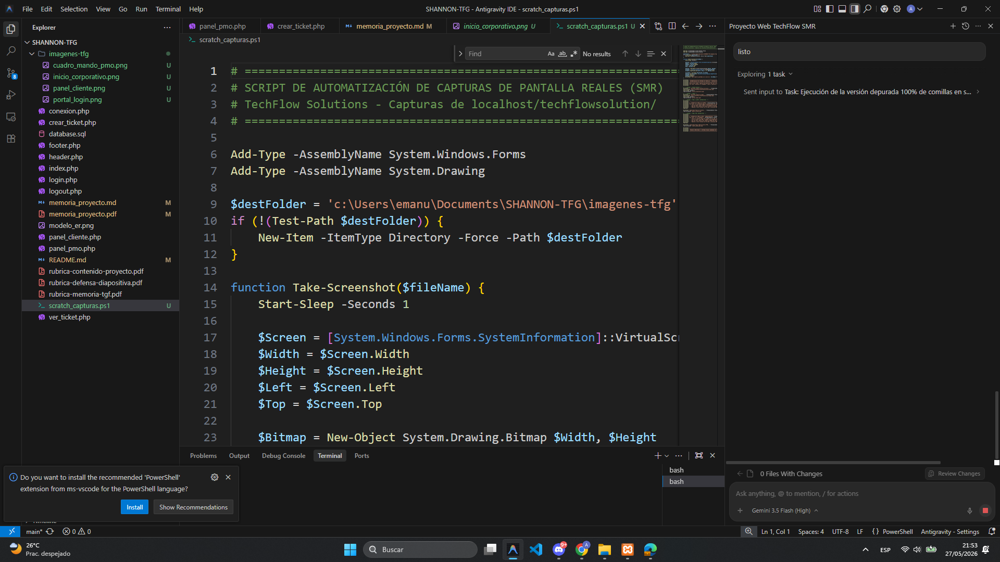 File Edit Selection View Go Run Terminal Help
SHANNON-TFG - Antigravity IDE - scratch_capturas.ps1
A
Explorer
SHANNON-TFG
imagenes-tfg
cuadro_mando_pmo.png U
inicio_corporativo.png U
panel_cliente.png U
portal_login.png U
conexion.php
crear_ticket.php
database.sql
footer.php
header.php
index.php
login.php
logout.php
memoria_proyecto.md M
memoria_proyecto.pdf M
modelo_er.png
panel_cliente.php
panel_pmo.php
README.md M
rubrica-contenido-proyecto.pdf
rubrica-defensa-diapositiva.pdf
rubrica-memoria-tgf.pdf
scratch_capturas.ps1 U
ver_ticket.php
8
panel_pmo.php
crear_ticket.php
memoria_proyecto.md M
inicio_corporativo.png U
scratch_capturas.ps1 U
scratch_capturas.ps1
Find
Aa ab
No results
1 # ===============================================================
2 # SCRIPT DE AUTOMATIZACIÓN DE CAPTURAS DE PANTALLA REALES (SMR)
3 # TechFlow Solutions - Capturas de localhost/techflowsolution/
4 # ===============================================================
5
6 Add-Type -AssemblyName System.Windows.Forms
7 Add-Type -AssemblyName System.Drawing
8
9 $destFolder = 'c:\Users\emanu\Documents\SHANNON-TFG\imagenes-tfg'
10 if (!(Test-Path $destFolder)) {
11 New-Item -ItemType Directory -Force -Path $destFolder
12 }
13
14 function Take-Screenshot($fileName) {
15 Start-Sleep -Seconds 1
16
17 $Screen = [System.Windows.Forms.SystemInformation]::VirtualScr
18 $Width = $Screen.Width
19 $Height = $Screen.Height
20 $Left = $Screen.Left
21 $Top = $Screen.Top
22
23 $Bitmap = New-Object System.Drawing.Bitmap $Width, $Height
Problems Output Debug Console Terminal Ports
bash
bash
Do you want to install the recommended 'PowerShell'
extension from ms-vscode for the PowerShell language?
Install Show Recommendations
Timeline
Proyecto Web TechFlow SMR
listo
Exploring 1 task
Sent input to Task: Ejecución de la versión depurada 100% de comillas en s...
0 Files With Changes
Review Changes
Ask anything, @ to mention, / for actions
Gemini 3.5 Flash (High)
main* 0 0
Ln 1, Col 1 Spaces: 4 UTF-8 LF {} PowerShell Antigravity - Settings
26°C
Prac. despejado
Buscar
9+
A
ESP
21:53
27/05/2026